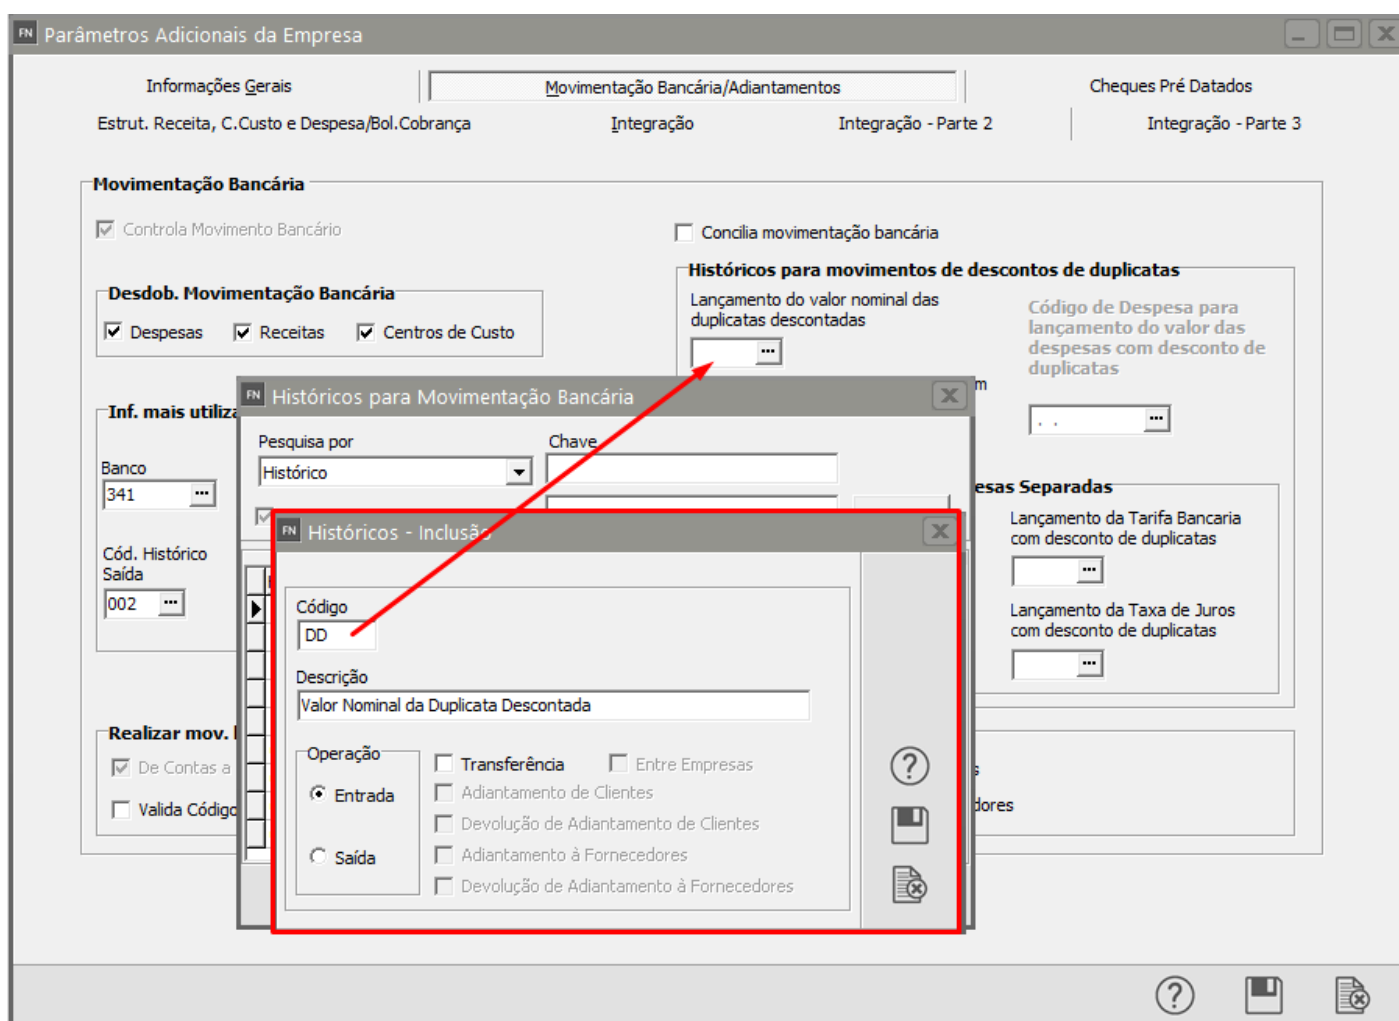 FN Parâmetros Adicionais da Empresa
Informações Gerais
Movimentação Bancária/Adiantamentos
Cheques Pré Datados
Estrut. Receita, C.Custo e Despesa/Bol.Cobrança
Integração
Integração - Parte 2
Integração - Parte 3
Movimentação Bancária
Controla Movimento Bancário
Concilia movimentação bancária
Desdob. Movimentação Bancária
Despesas
Receitas
Centros de Custo
Históricos para movimentos de descontos de duplicatas
Lançamento do valor nominal das
duplicatas descontadas
...
Código de Despesa para
lançamento do valor das
despesas com desconto de
duplicatas
. . ...
m
Inf. mais utiliza
Banco
341 ...
Cód. Histórico
Saída
002 ...
esas Separadas
Lançamento da Tarifa Bancaria
com desconto de duplicatas
...
Lançamento da Taxa de Juros
com desconto de duplicatas
...
Realizar mov.
De Contas a
Valida Código
s
dores
FN Históricos para Movimentação Bancária
Pesquisa por
Histórico
Chave
FN Históricos - Inclusão
Código
DD
Descrição
Valor Nominal da Duplicata Descontada
Operação
Entrada
Saída
Transferência
Entre Empresas
Adiantamento de Clientes
Devolução de Adiantamento de Clientes
Adiantamento à Fornecedores
Devolução de Adiantamento à Fornecedores